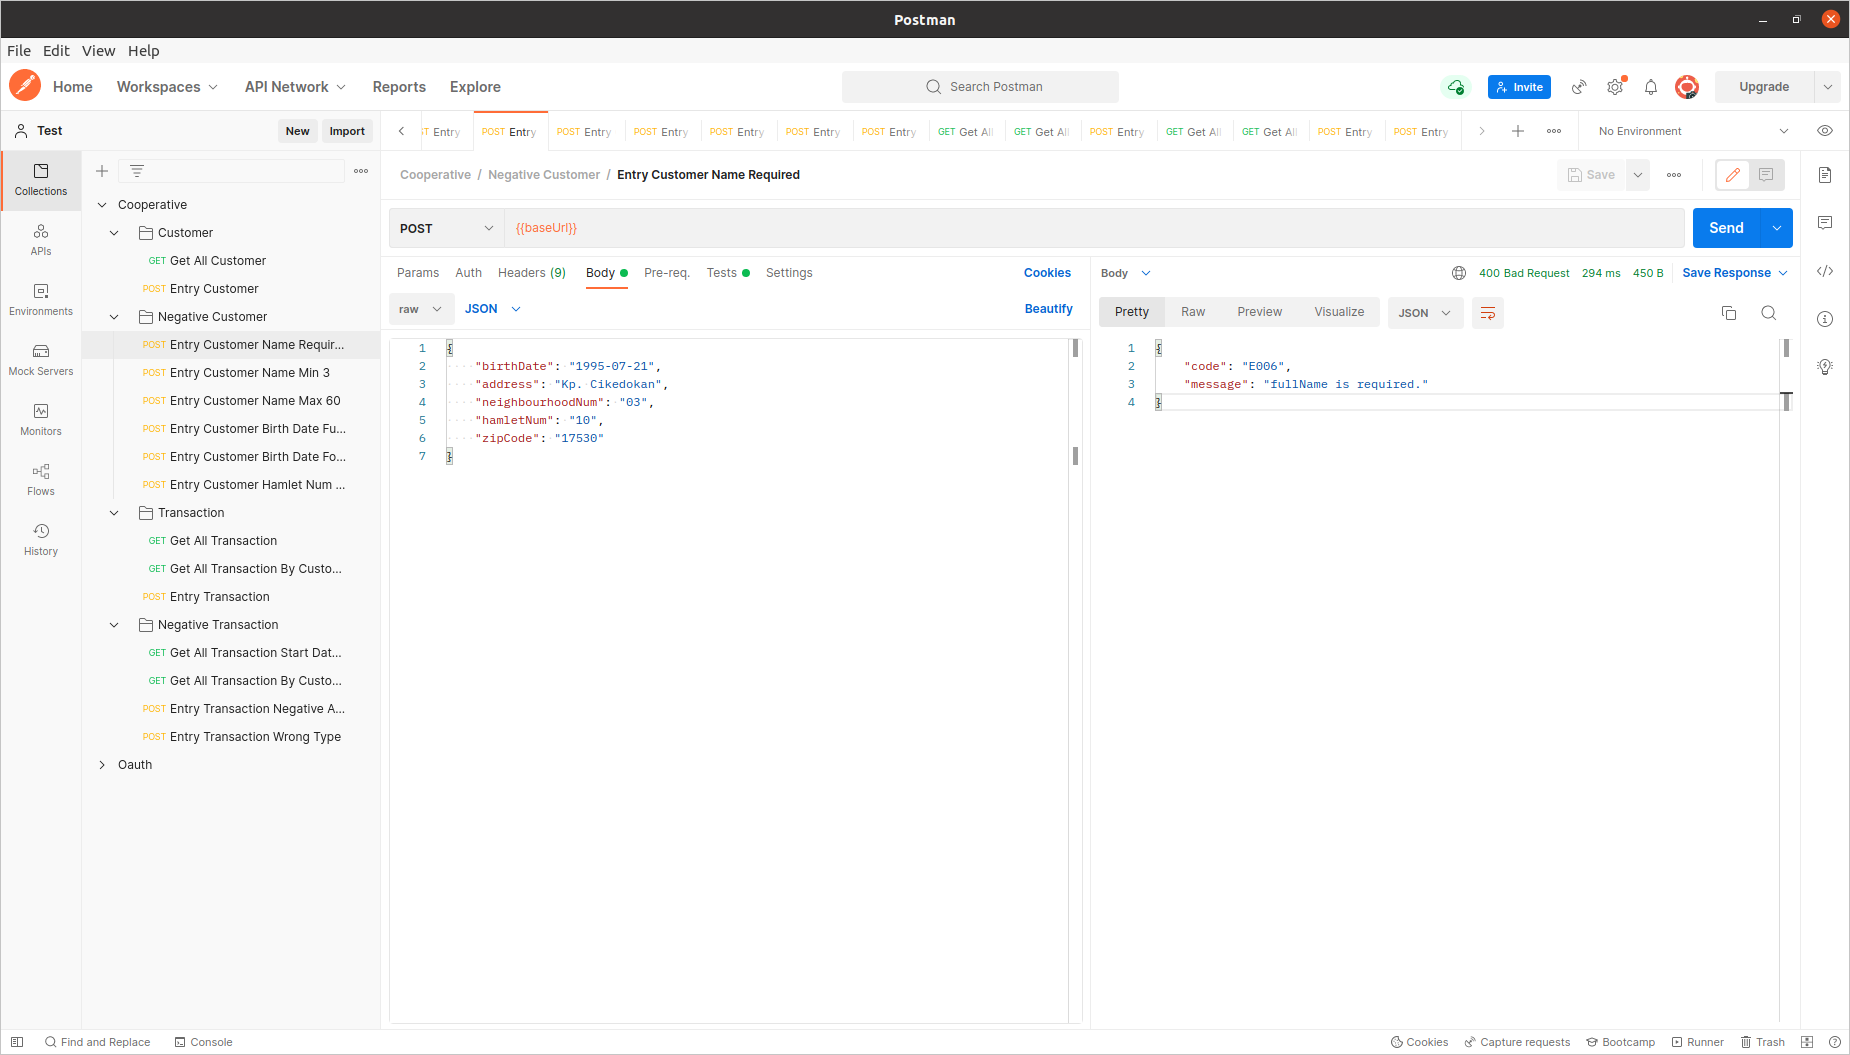 Postman
File Edit View Help
Home Workspaces API Network Reports Explore
Search Postman
Invite
Upgrade
Test
New Import
Entry
POST Entry
POST Entry
POST Entry
POST Entry
POST Entry
POST Entry
GET Get All
GET Get All
POST Entry
GET Get All
GET Get All
POST Entry
POST Entry
No Environment
Collections
APIs
Environments
Mock Servers
Monitors
Flows
History
Cooperative
Customer
GET Get All Customer
POST Entry Customer
Negative Customer
POST Entry Customer Name Requir...
POST Entry Customer Name Min 3
POST Entry Customer Name Max 60
POST Entry Customer Birth Date Fu...
POST Entry Customer Birth Date Fo...
POST Entry Customer Hamlet Num ...
Transaction
GET Get All Transaction
GET Get All Transaction By Custo...
POST Entry Transaction
Negative Transaction
GET Get All Transaction Start Dat...
GET Get All Transaction By Custo...
POST Entry Transaction Negative A...
POST Entry Transaction Wrong Type
Oauth
Cooperative / Negative Customer / Entry Customer Name Required
Save
POST {{baseUrl}}
Send
Params Auth Headers (9) Body Pre-req. Tests Settings Cookies
raw JSON Beautify
1 {
2 "birthDate": "1995-07-21",
3 "address": "Kp. Cikedokan",
4 "neighbourhoodNum": "03",
5 "hamletNum": "10",
6 "zipCode": "17530"
7 }
Body 400 Bad Request 294 ms 450 B Save Response
Pretty Raw Preview Visualize JSON
1 {
2 "code": "E006",
3 "message": "fullName is required."
4 }
Find and Replace Console
Cookies Capture requests Bootcamp Runner Trash